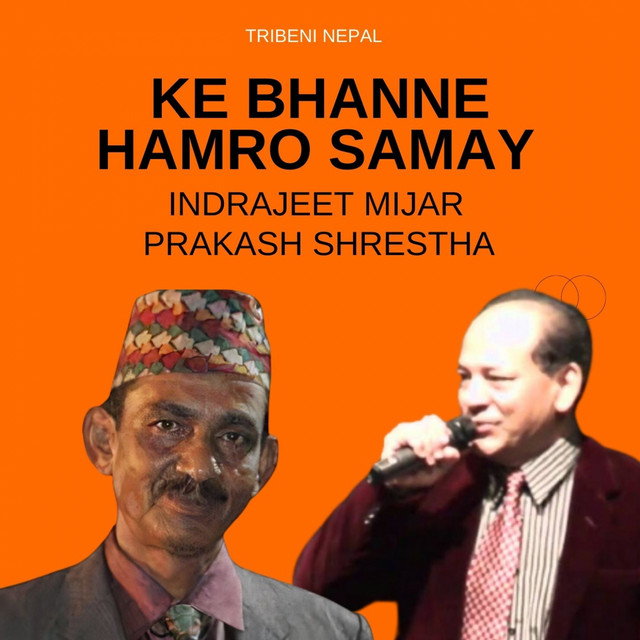 TRIBENI NEPAL
KE BHANNE
HAMRO SAMAY
INDRAJEET MIJAR
PRAKASH SHRESTHA